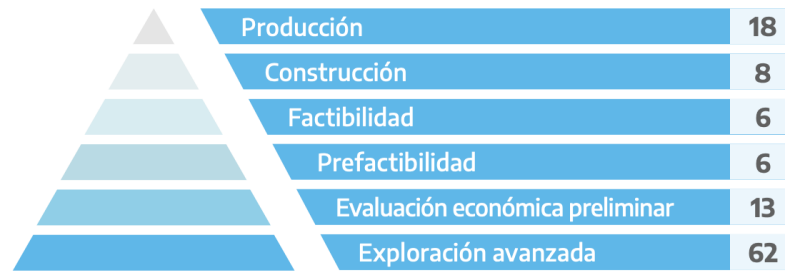 Producción 18
Construcción 8
Factibilidad 6
Prefactibilidad 6
Evaluación económica preliminar 13
Exploración avanzada 62